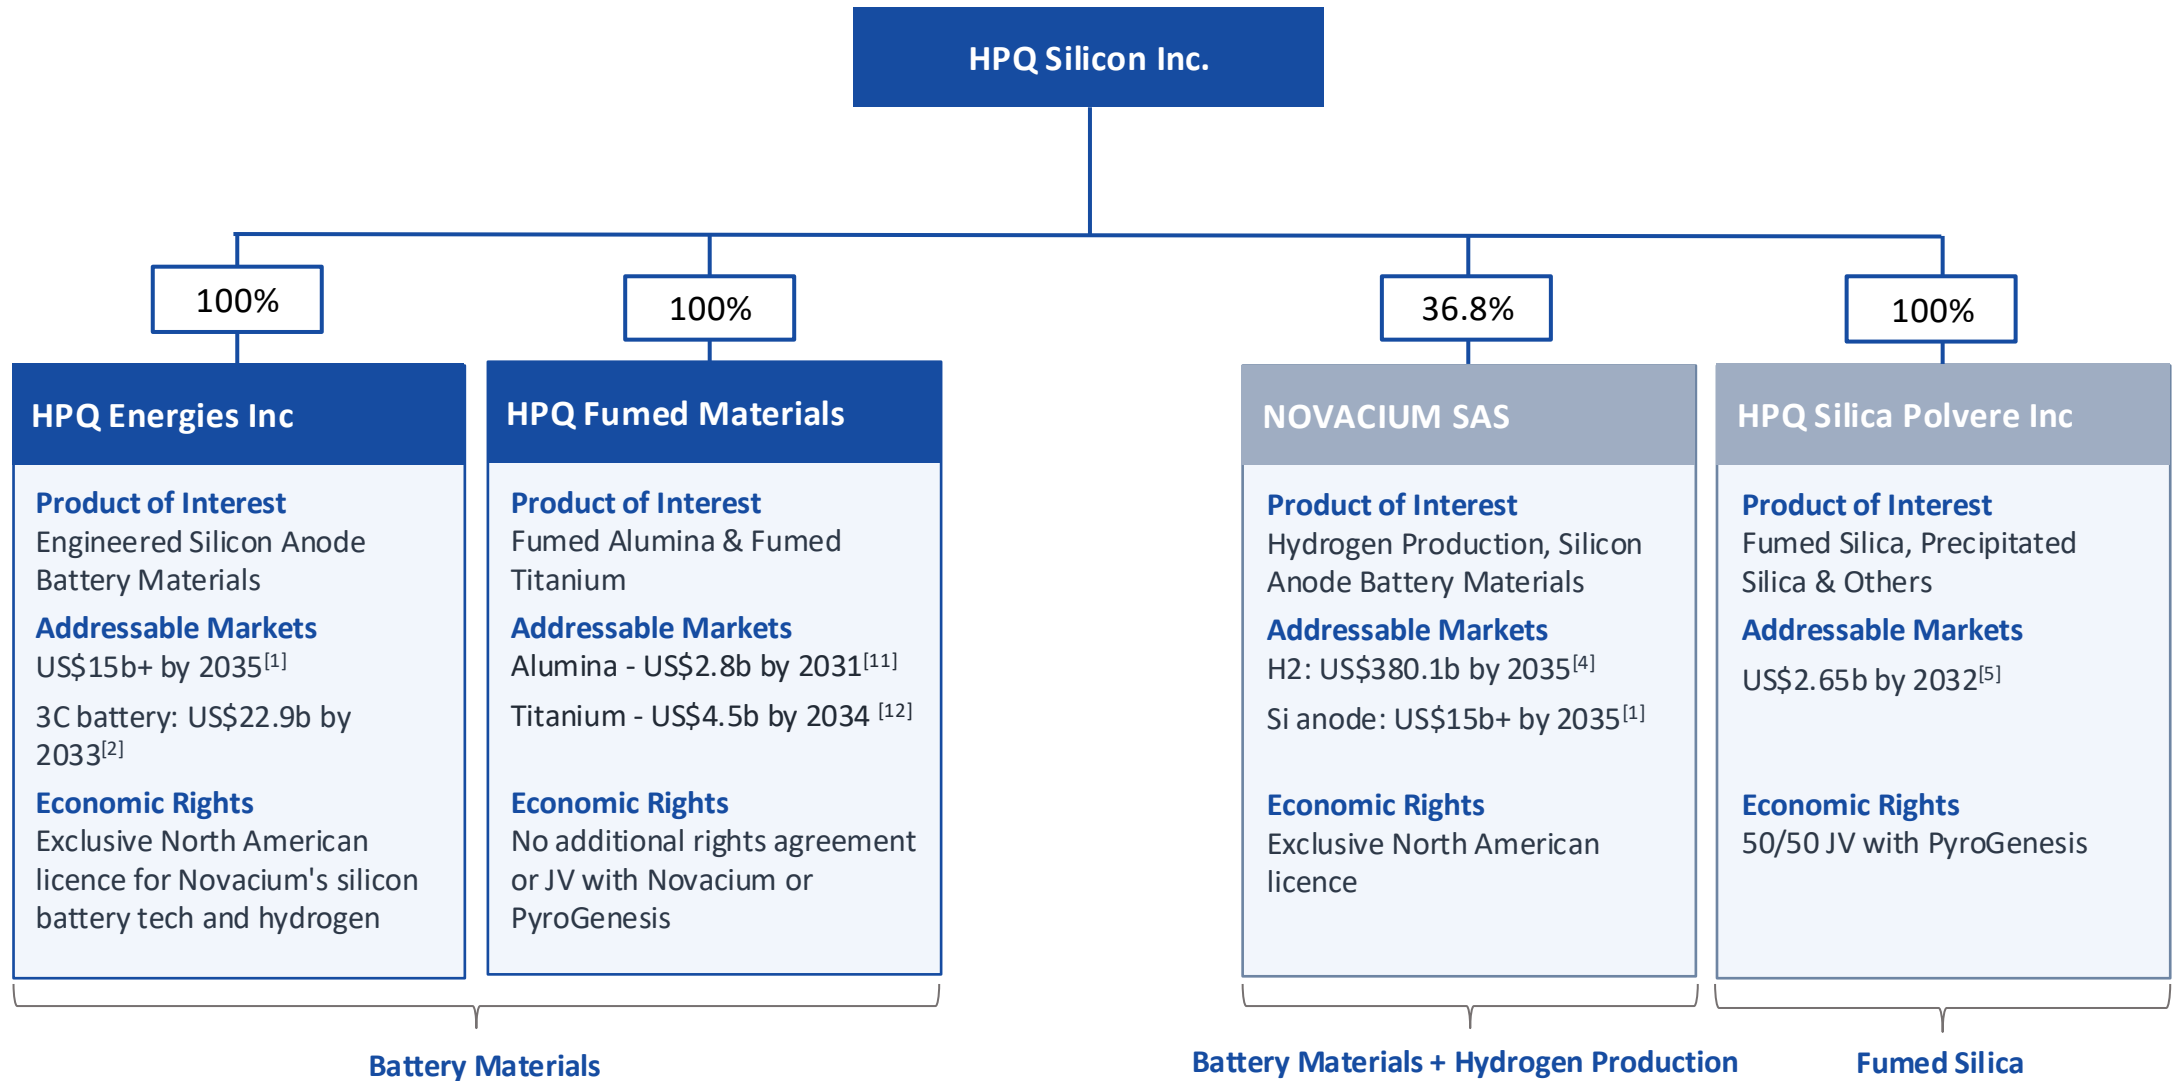 HPQ Silicon Inc.
100%
100%
36.8%
100%
HPQ Energies Inc
Product of Interest
Engineered Silicon Anode
Battery Materials
Addressable Markets
US$15b+ by 2035[1]
3C battery: US$22.9b by
2033[2]
Economic Rights
Exclusive North American
licence for Novacium's silicon
battery tech and hydrogen
HPQ Fumed Materials
Product of Interest
Fumed Alumina & Fumed
Titanium
Addressable Markets
Alumina - US$2.8b by 2031[11]
Titanium - US$4.5b by 2034 [12]
Economic Rights
No additional rights agreement
or JV with Novacium or
PyroGenesis
NOVACIUM SAS
Product of Interest
Hydrogen Production, Silicon
Anode Battery Materials
Addressable Markets
H2: US$380.1b by 2035[4]
Si anode: US$15b+ by 2035[1]
Economic Rights
Exclusive North American
licence
HPQ Silica Polvere Inc
Product of Interest
Fumed Silica, Precipitated
Silica & Others
Addressable Markets
US$2.65b by 2032[5]
Economic Rights
50/50 JV with PyroGenesis
Battery Materials
Battery Materials + Hydrogen Production
Fumed Silica